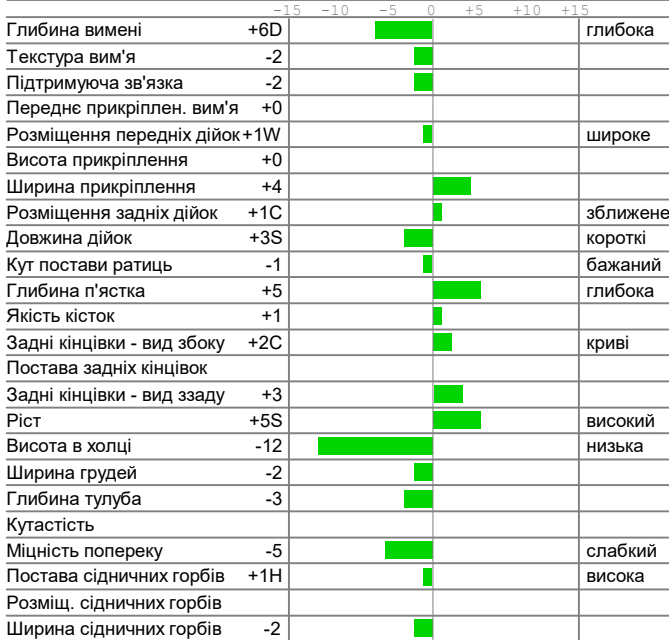 -15 -10 -5 0 +5 +10 +15
Глибина вимені +6D глибока
Текстура вим'я -2
Підтримуюча зв'язка -2
Переднє прикріплен. вим'я +0
Розміщення передніх дійок +1W широке
Висота прикріплення +0
Ширина прикріплення +4
Розміщення задніх дійок +1C зближене
Довжина дійок +3S короткі
Кут постави ратиць -1 бажаний
Глибина п'ястка +5 глибока
Якість кісток +1
Задні кінцівки - вид збоку +2C криві
Постава задніх кінцівок
Задні кінцівки - вид ззаду +3
Ріст +5S високий
Висота в холці -12 низька
Ширина грудей -2
Глибина тулуба -3
Кутастість
Міцність попереку -5 слабкий
Постава сідничних горбів +1H висока
Розміщ. сідничних горбів
Ширина сідничних горбів -2